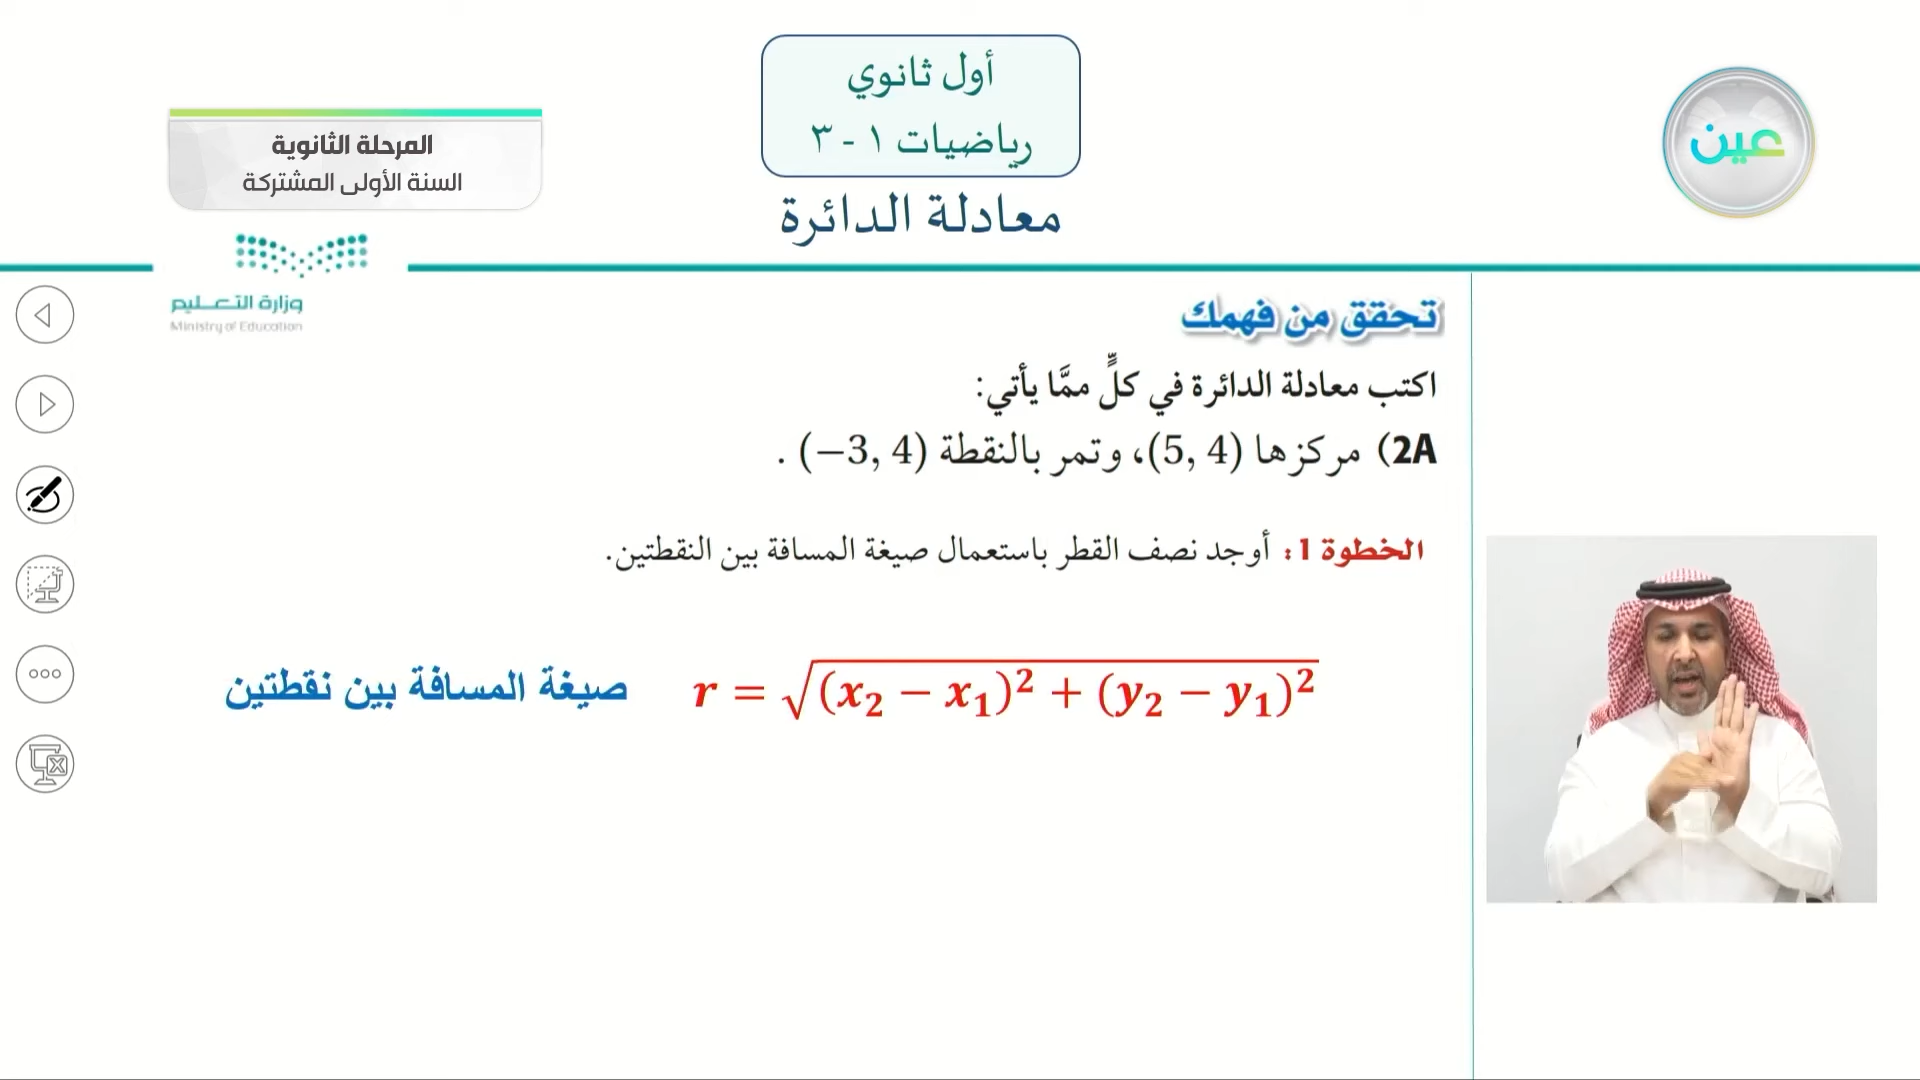 أول ثانوي
رياضيات ١ - ٣
معادلة الدائرة
عين
المرحلة الثانوية
السنة الأولى المشتركة
وزارة التعليم
Ministry of Education
تحقق من فهمك
اكتب معادلة الدائرة في كلٍّ ممَّا يأتي:
2A) مركزها (5, 4)، وتمر بالنقطة (−3, 4) .
الخطوة 1: أوجد نصف القطر باستعمال صيغة المسافة بين النقطتين.
r = √(x₂ − x₁)² + (y₂ − y₁)²
صيغة المسافة بين نقطتين